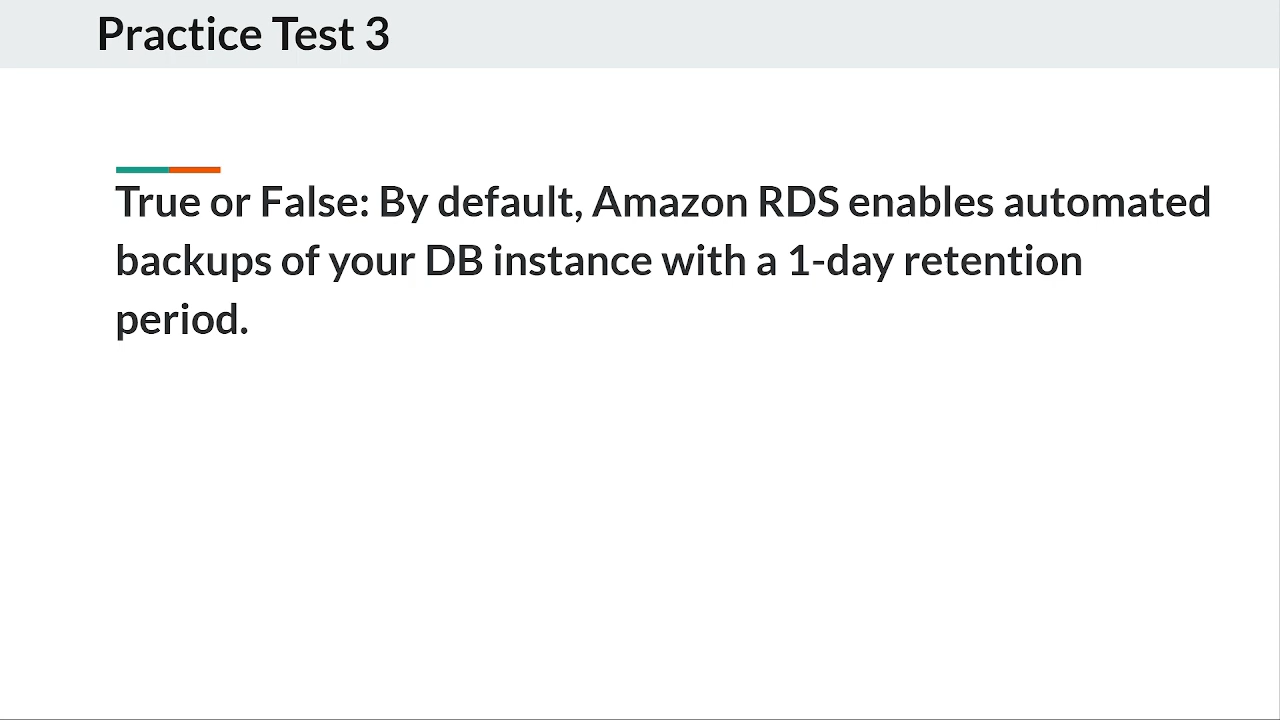 Practice Test 3
True or False: By default, Amazon RDS enables automated
backups of your DB instance with a 1-day retention
period.